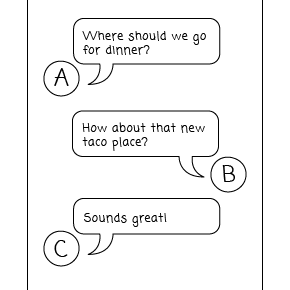 Where should we go
for dinner?
A
How about that new
taco place?
B
Sounds great!
C